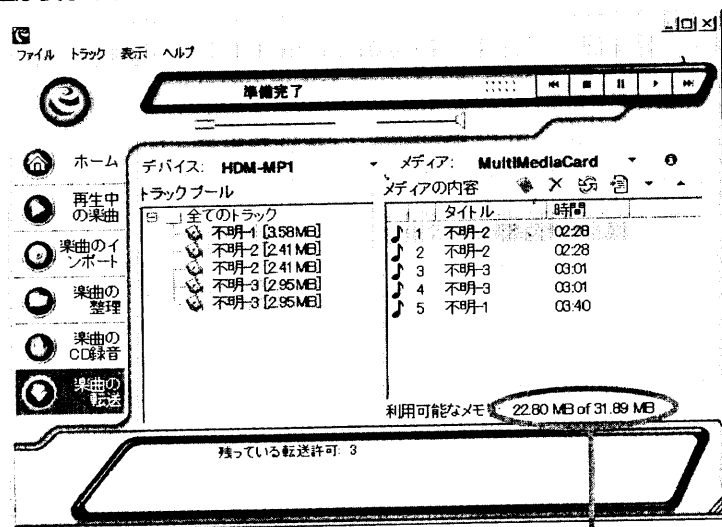 ファイル トラック 表示 ヘルプ
準備完了
ホーム
再生中
の楽曲
楽曲のイ
ンポート
楽曲の
整理
楽曲の
CD録音
楽曲の
転送
デバイス: HDM-MP1
トラックプール
全てのトラック
不明-1 [3.58MB]
不明-2 [2.41MB]
不明-2 [2.41MB]
不明-3 [2.95MB]
不明-3 [2.95MB]
メディア: MultiMediaCard
メディアの内容
タイトル 時間
1 不明-2 02:28
2 不明-2 02:28
3 不明-3 03:01
4 不明-3 03:01
5 不明-1 03:40
利用可能なメモリ: 22.80 MB of 31.89 MB
残っている転送許可: 3